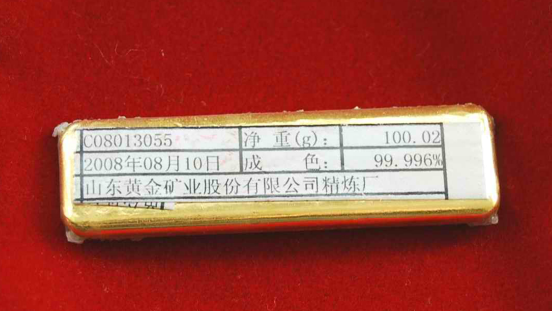 C08013055 净 重(g): 100.02
2008年08月10日 成 色: 99.996%
山东黄金矿业股份有限公司精炼厂